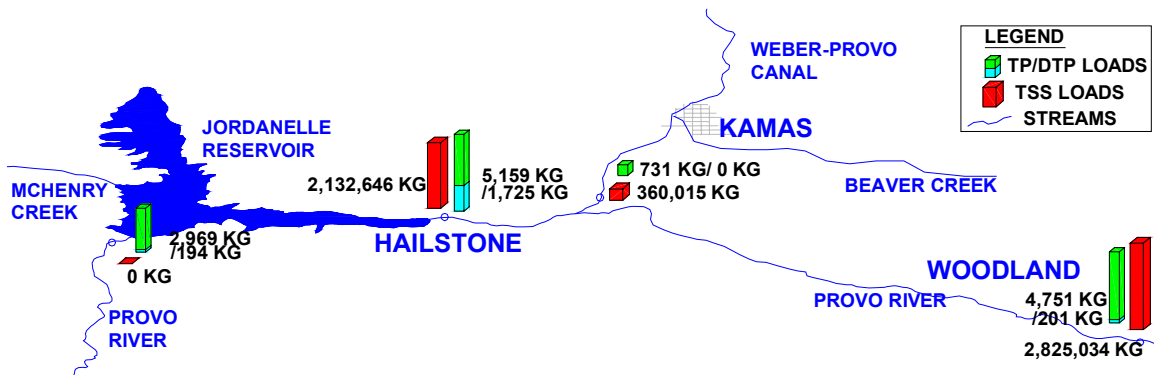 WEBER-PROVO
CANAL
LEGEND
TP/DTP LOADS
TSS LOADS
STREAMS
JORDANELLE
RESERVOIR
KAMAS
MCHENRY
CREEK
2,132,646 KG
5,159 KG
/1,725 KG
731 KG/ 0 KG
360,015 KG
BEAVER CREEK
HAILSTONE
2,969 KG
/194 KG
0 KG
PROVO
RIVER
WOODLAND
PROVO RIVER
4,751 KG
/201 KG
2,825,034 KG